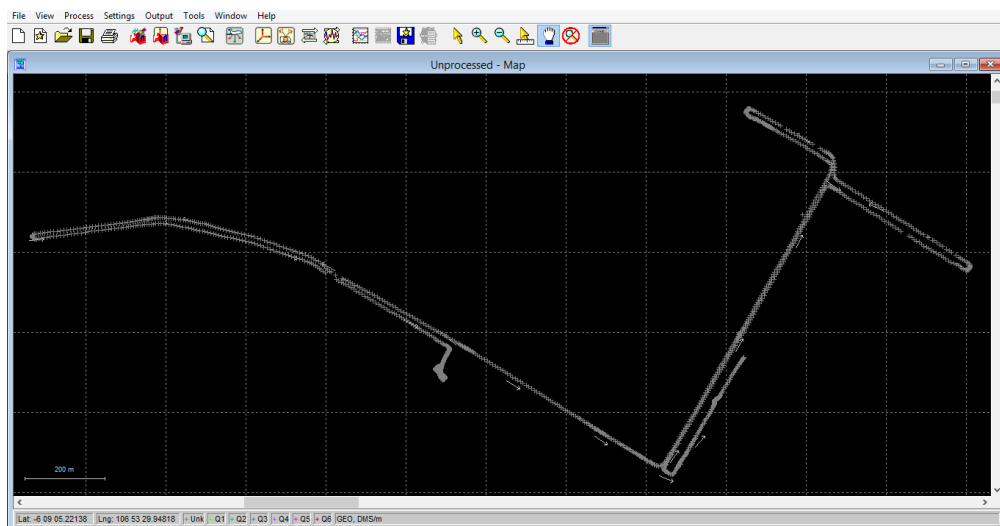 File View Process Settings Output Tools Window Help
Unprocessed - Map
200 m
Lat: -6 09 05.22138 Lng: 106 53 29.94818 + Unk + Q1 + Q2 + Q3 + Q4 + Q5 + Q6 GEO, DMS/m